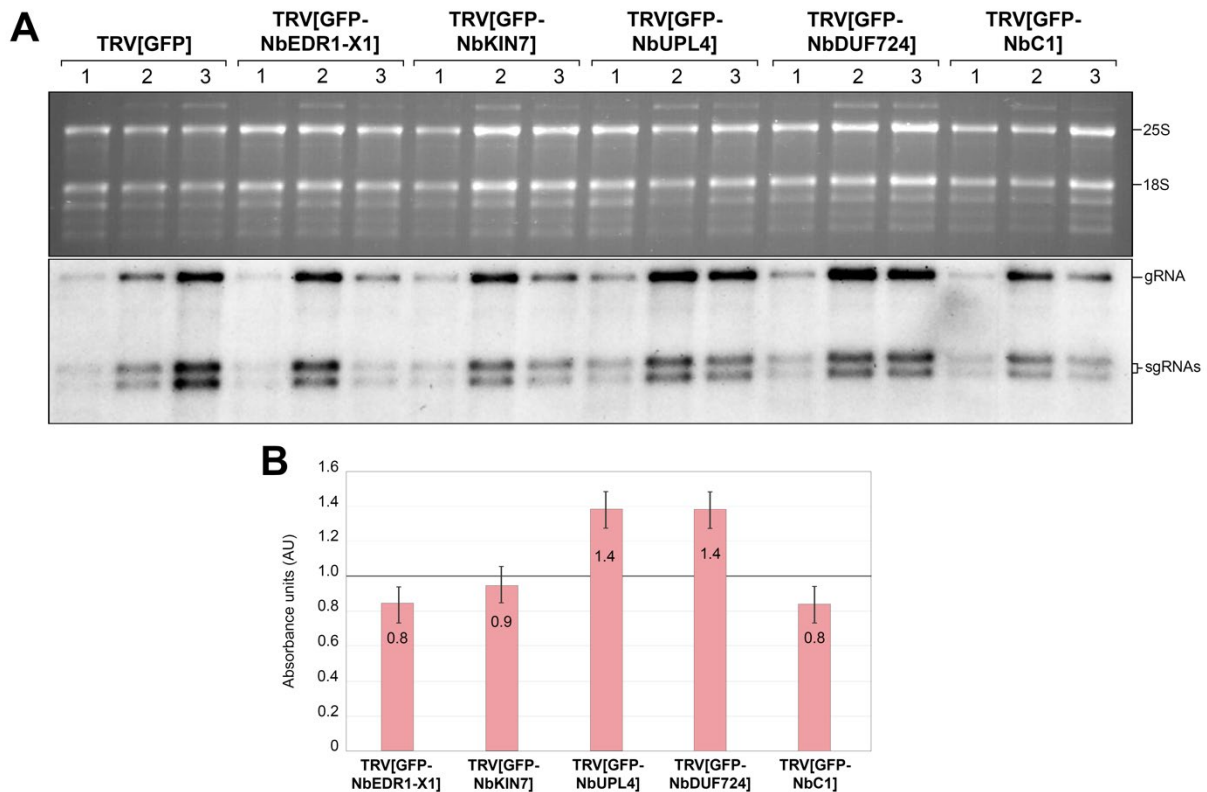 A
TRV[GFP]
TRV[GFP-
NbEDR1-X1]
TRV[GFP-
NbKIN7]
TRV[GFP-
NbUPL4]
TRV[GFP-
NbDUF724]
TRV[GFP-
NbC1]
1 2 3 1 2 3 1 2 3 1 2 3 1 2 3 1 2 3
25S
18S
gRNA
sgRNAs
B
Absorbance units (AU)
1.6
1.4
1.2
1.0
0.8
0.6
0.4
0.2
0
0.8
0.9
1.4
1.4
0.8
TRV[GFP-
NbEDR1-X1]
TRV[GFP-
NbKIN7]
TRV[GFP-
NbUPL4]
TRV[GFP-
NbDUF724]
TRV[GFP-
NbC1]